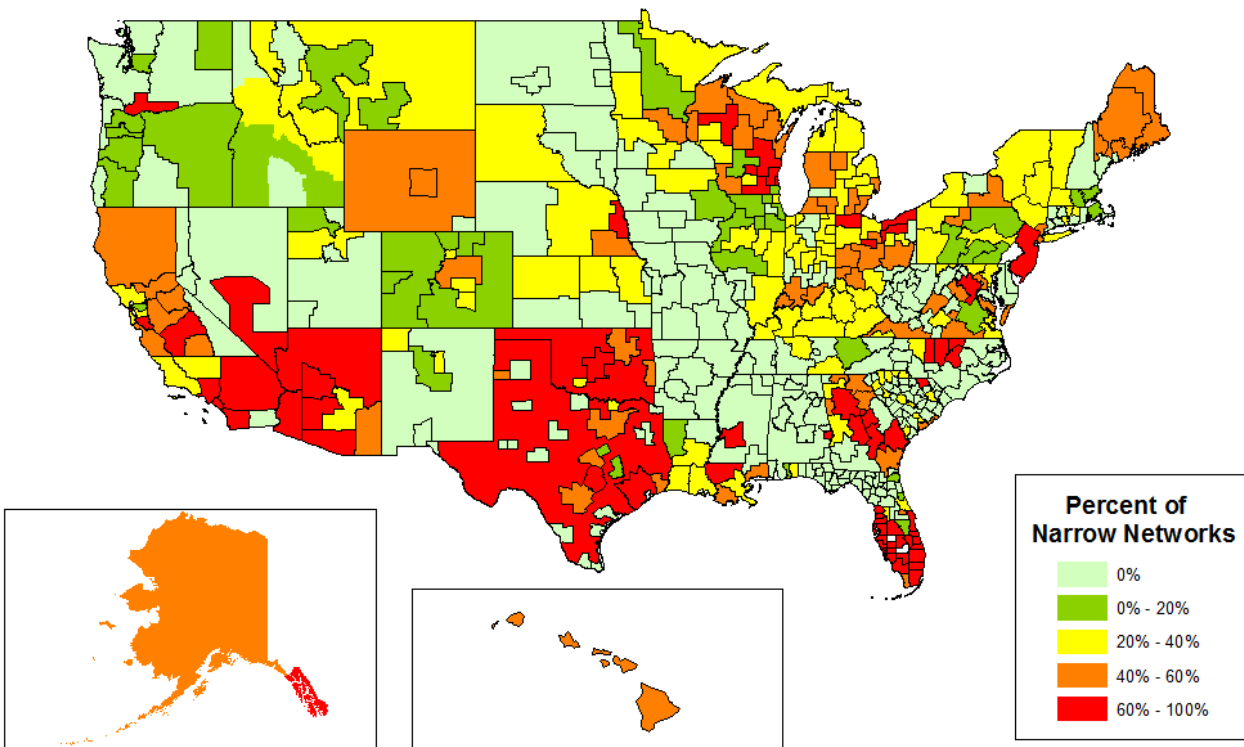 Percent of
Narrow Networks
0%
0% - 20%
20% - 40%
40% - 60%
60% - 100%